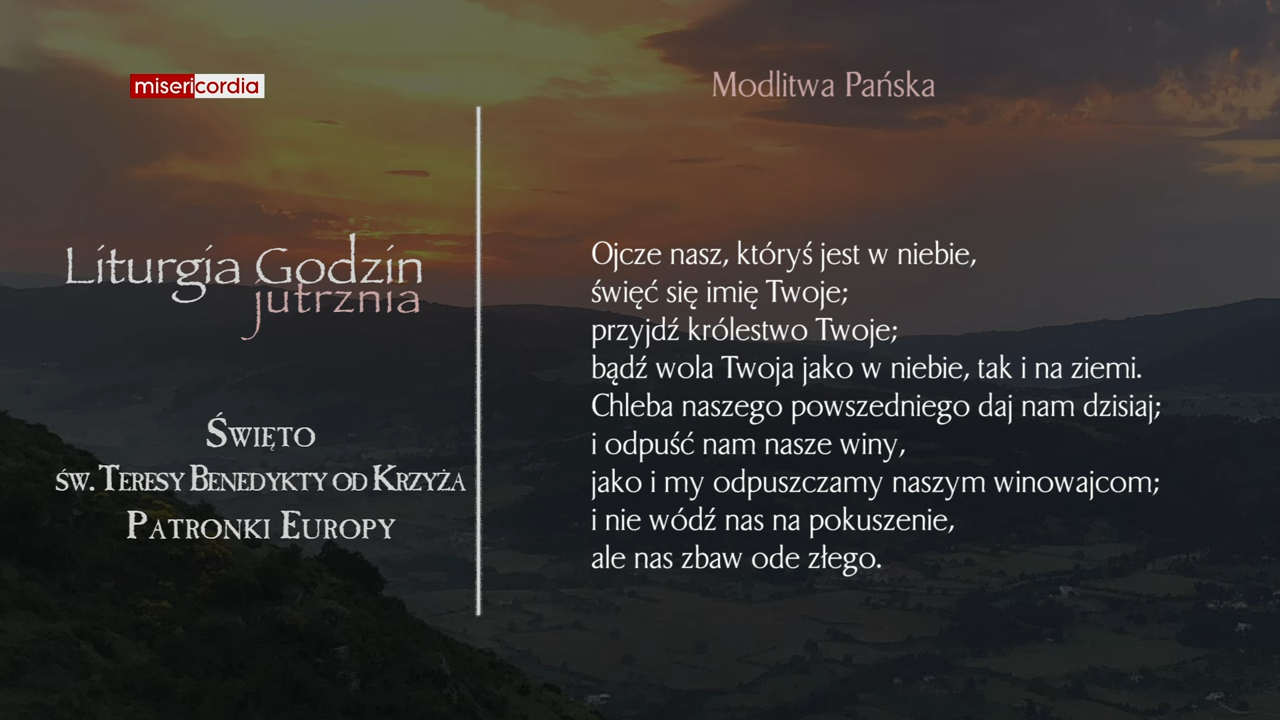 misericordia
Liturgia Godzin
jutrznia
Święto
św. Teresy Benedykty od Krzyża
Patronki Europy
Modlitwa Pańska
Ojcze nasz, któryś jest w niebie,
święć się imię Twoje;
przyjdź królestwo Twoje;
bądź wola Twoja jako w niebie, tak i na ziemi.
Chleba naszego powszedniego daj nam dzisiaj;
i odpuść nam nasze winy,
jako i my odpuszczamy naszym winowajcom;
i nie wódź nas na pokuszenie,
ale nas zbaw ode złego.